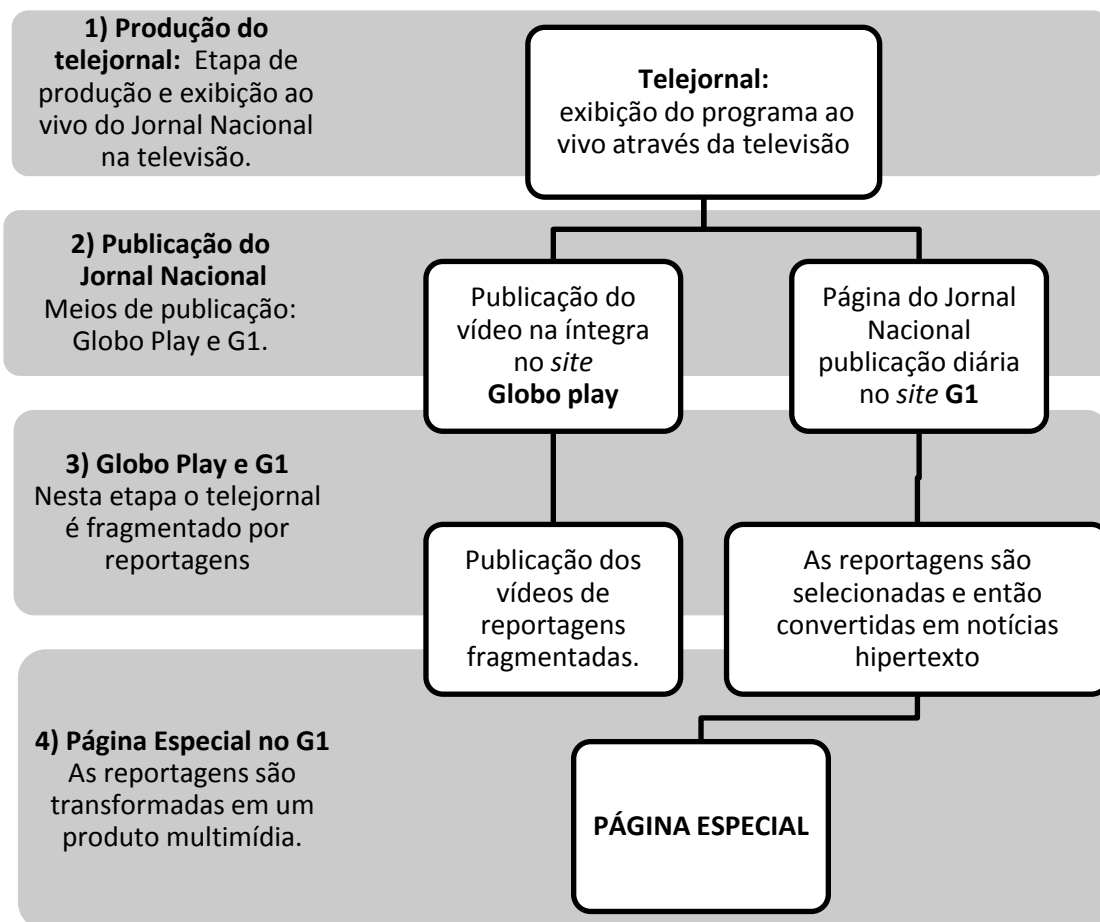 1) Produção do
telejornal: Etapa de
produção e exibição ao
vivo do Jornal Nacional
na televisão.
Telejornal:
exibição do programa ao
vivo através da televisão
2) Publicação do
Jornal Nacional
Meios de publicação:
Globo Play e G1.
Publicação do
vídeo na íntegra
no site
Globo play
Página do Jornal
Nacional
publicação diária
no site G1
3) Globo Play e G1
Nesta etapa o telejornal
é fragmentado por
reportagens
Publicação dos
vídeos de
reportagens
fragmentadas.
As reportagens são
selecionadas e então
convertidas em notícias
hipertexto
4) Página Especial no G1
As reportagens são
transformadas em um
produto multimídia.
PÁGINA ESPECIAL